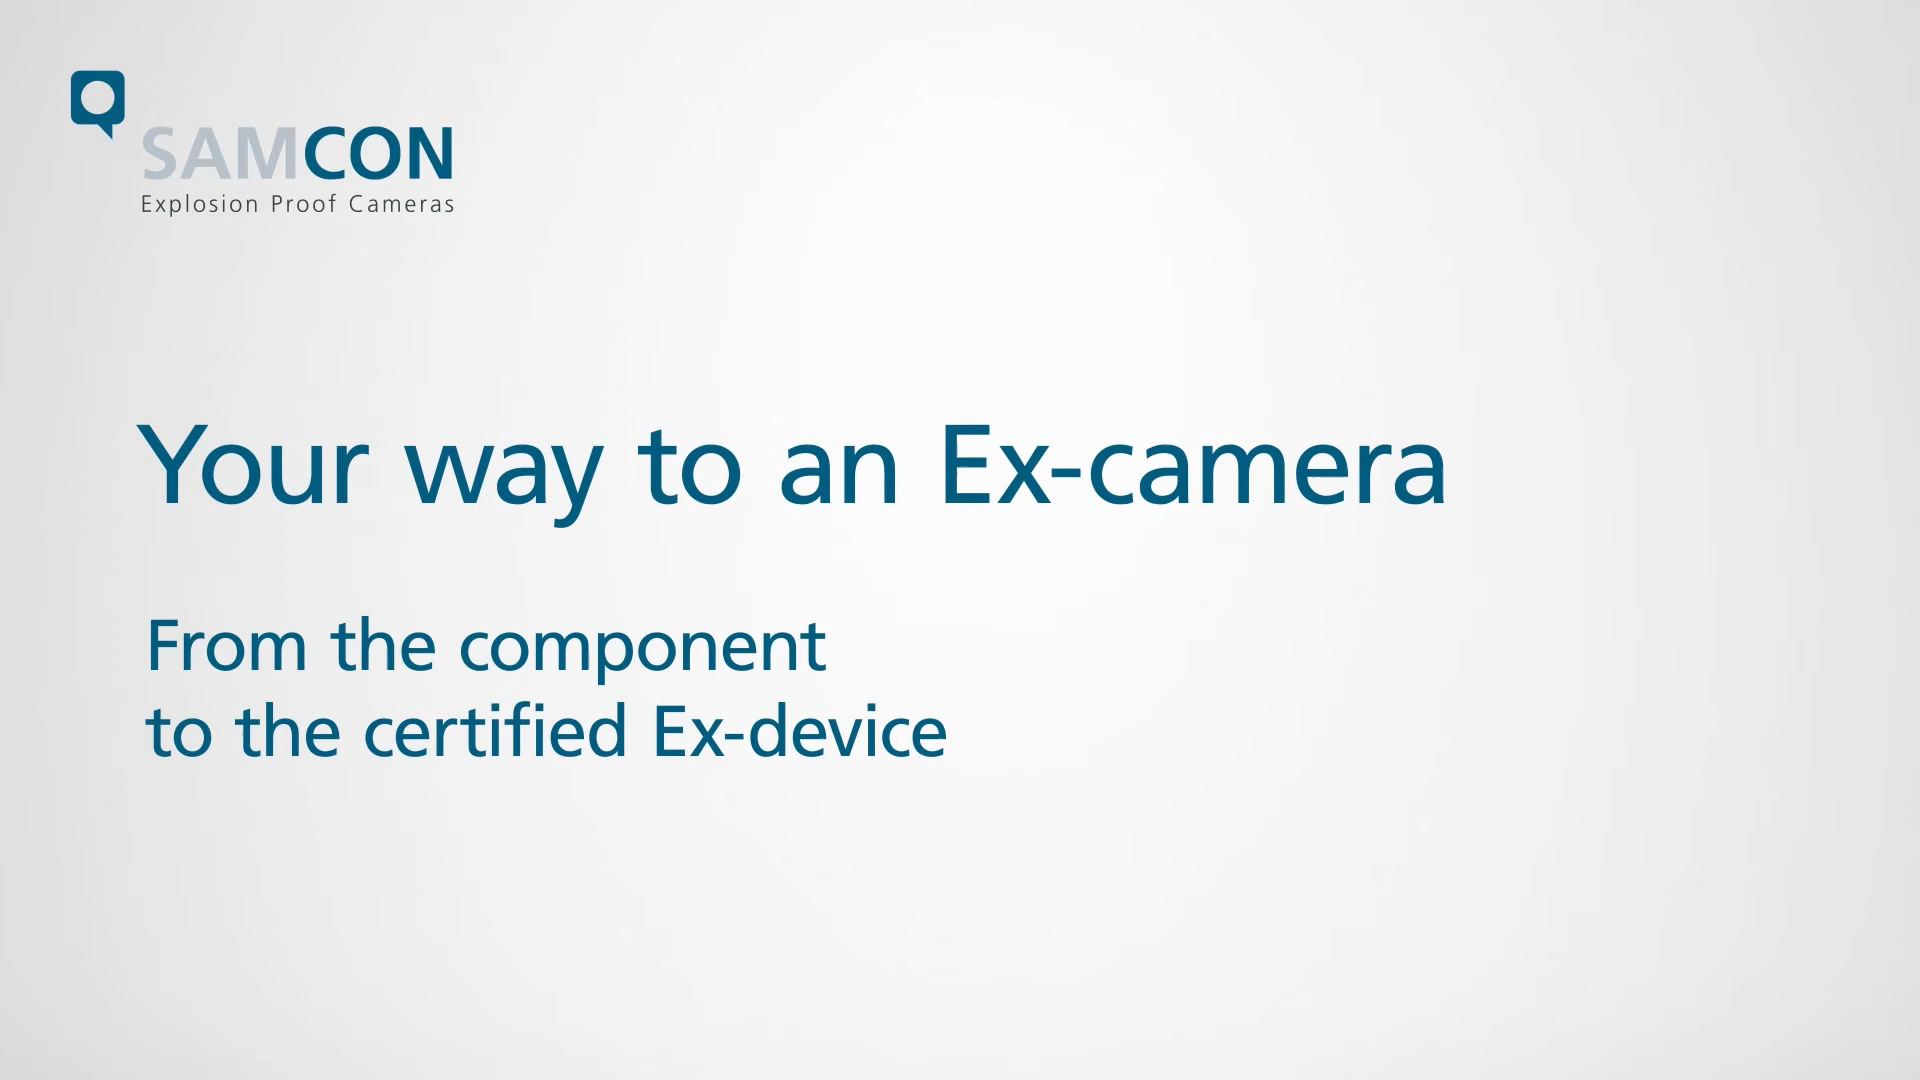 SAMCON
Explosion Proof Cameras
Your way to an Ex-camera
From the component
to the certified Ex-device